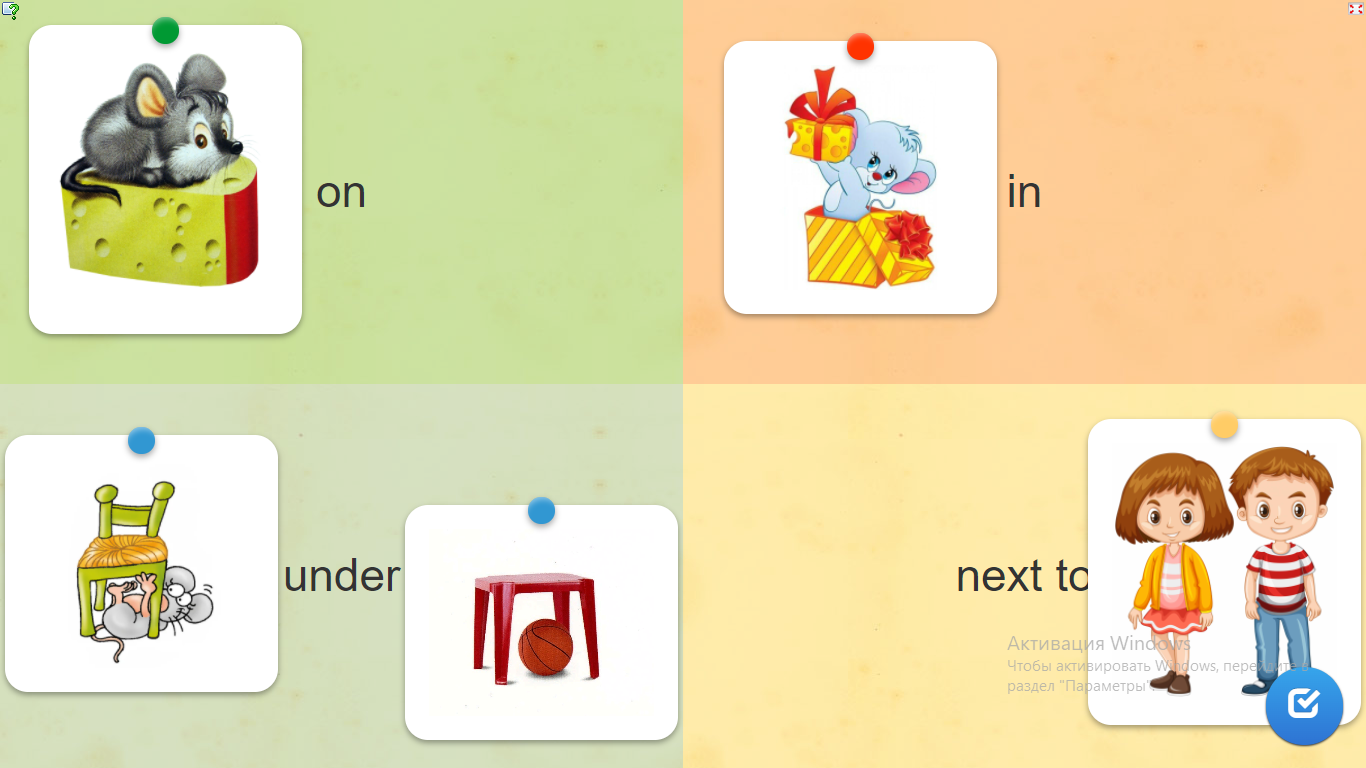 on
in
under
next to
Активация Windows
Чтобы активировать Windows, перейдите в
раздел "Параметры".